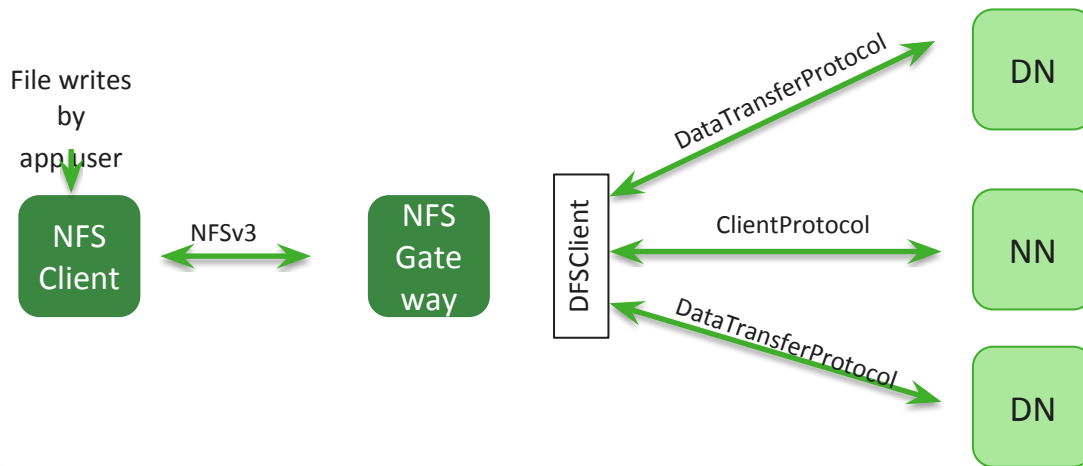 File writes
by
app user
NFS
Client
NFSv3
NFS
Gate
way
DFSClient
DataTransferProtocol
ClientProtocol
DataTransferProtocol
DN
NN
DN